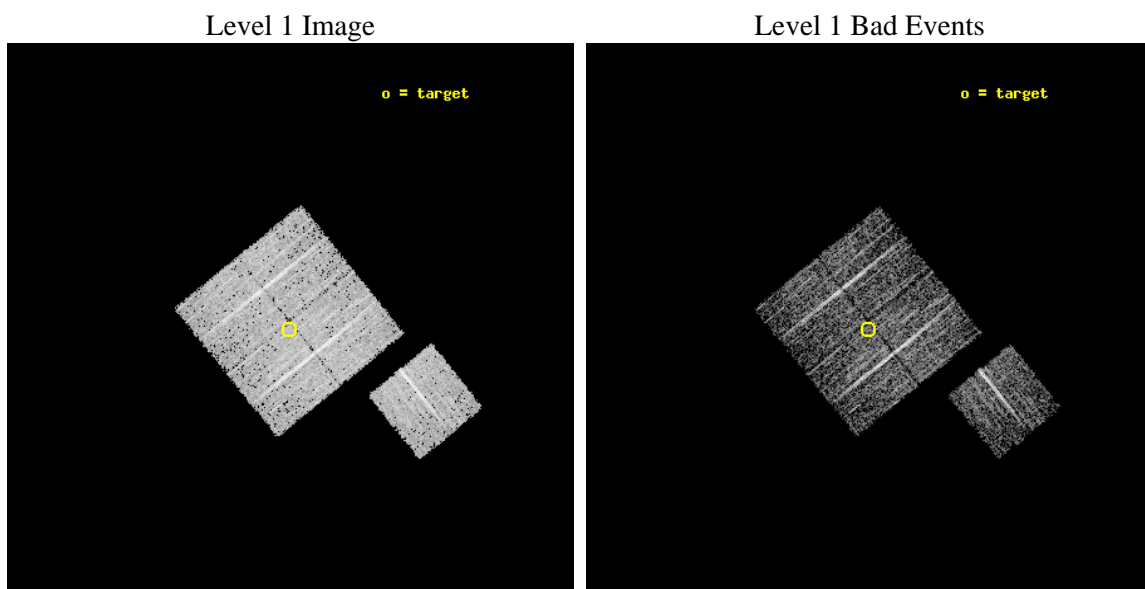 Level 1 Image
Level 1 Bad Events
o = target
o = target